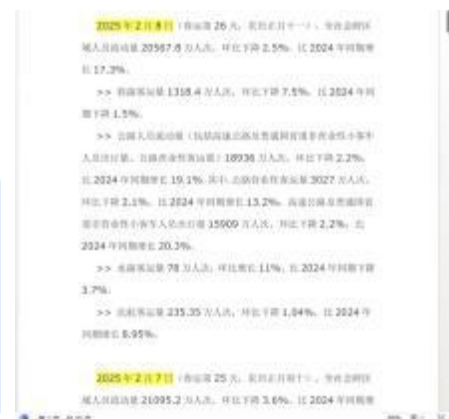 2025年2月8日（春运第26天，农历正月十一），全社会跨区
域人员流动量20567.8万人次，环比下降2.5%，比2024年同期增
长17.3%。
>> 铁路客运量1318.4万人次，环比下降7.5%，比2024年同
期下降1.5%。
>> 公路人员流动量（包括高速公路及普通国省道非营业性小客车
人员出行量、公路营业性客运量）18936万人次，环比下降2.2%，
比2024年同期增长19.1%。其中，公路营业性客运量3027万人次，
环比下降2.1%，比2024年同期增长13.2%；高速公路及普通国省
道非营业性小客车人员出行量15909万人次，环比下降2.2%，比
2024年同期增长20.3%。
>> 水路客运量78万人次，环比增长11%，比2024年同期下降
3.7%。
>> 民航客运量235.35万人次，环比下降1.04%，比2024年
同期增长6.95%。
2025年2月7日（春运第25天，农历正月初十），全社会跨区
域人员流动量21095.2万人次，环比下降3.6%，比2024年同期增